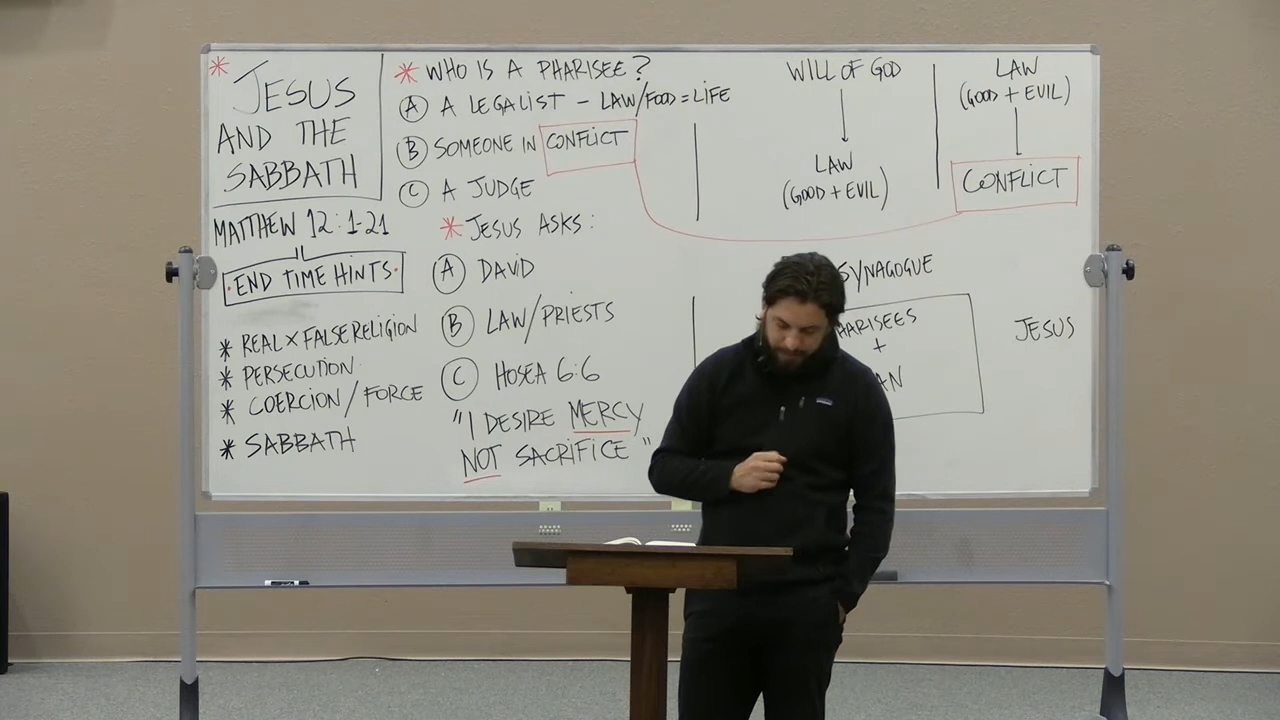 * JESUS
AND THE
SABBATH
MATTHEW 12:1-21
END TIME HINTS
* REAL X FALSE RELIGION
* PERSECUTION
* COERCION/FORCE
* SABBATH
* WHO IS A PHARISEE?
A A LEGALIST - LAW/FOOD = LIFE
B SOMEONE IN CONFLICT
C A JUDGE
* JESUS ASKS:
A DAVID
B LAW/PRIESTS
C HOSEA 6:6
"I DESIRE MERCY
NOT SACRIFICE"
WILL OF GOD
LAW
(GOOD + EVIL)
LAW
(GOOD + EVIL)
CONFLICT
SYNAGOGUE
ARISEES
+
AN
JESUS